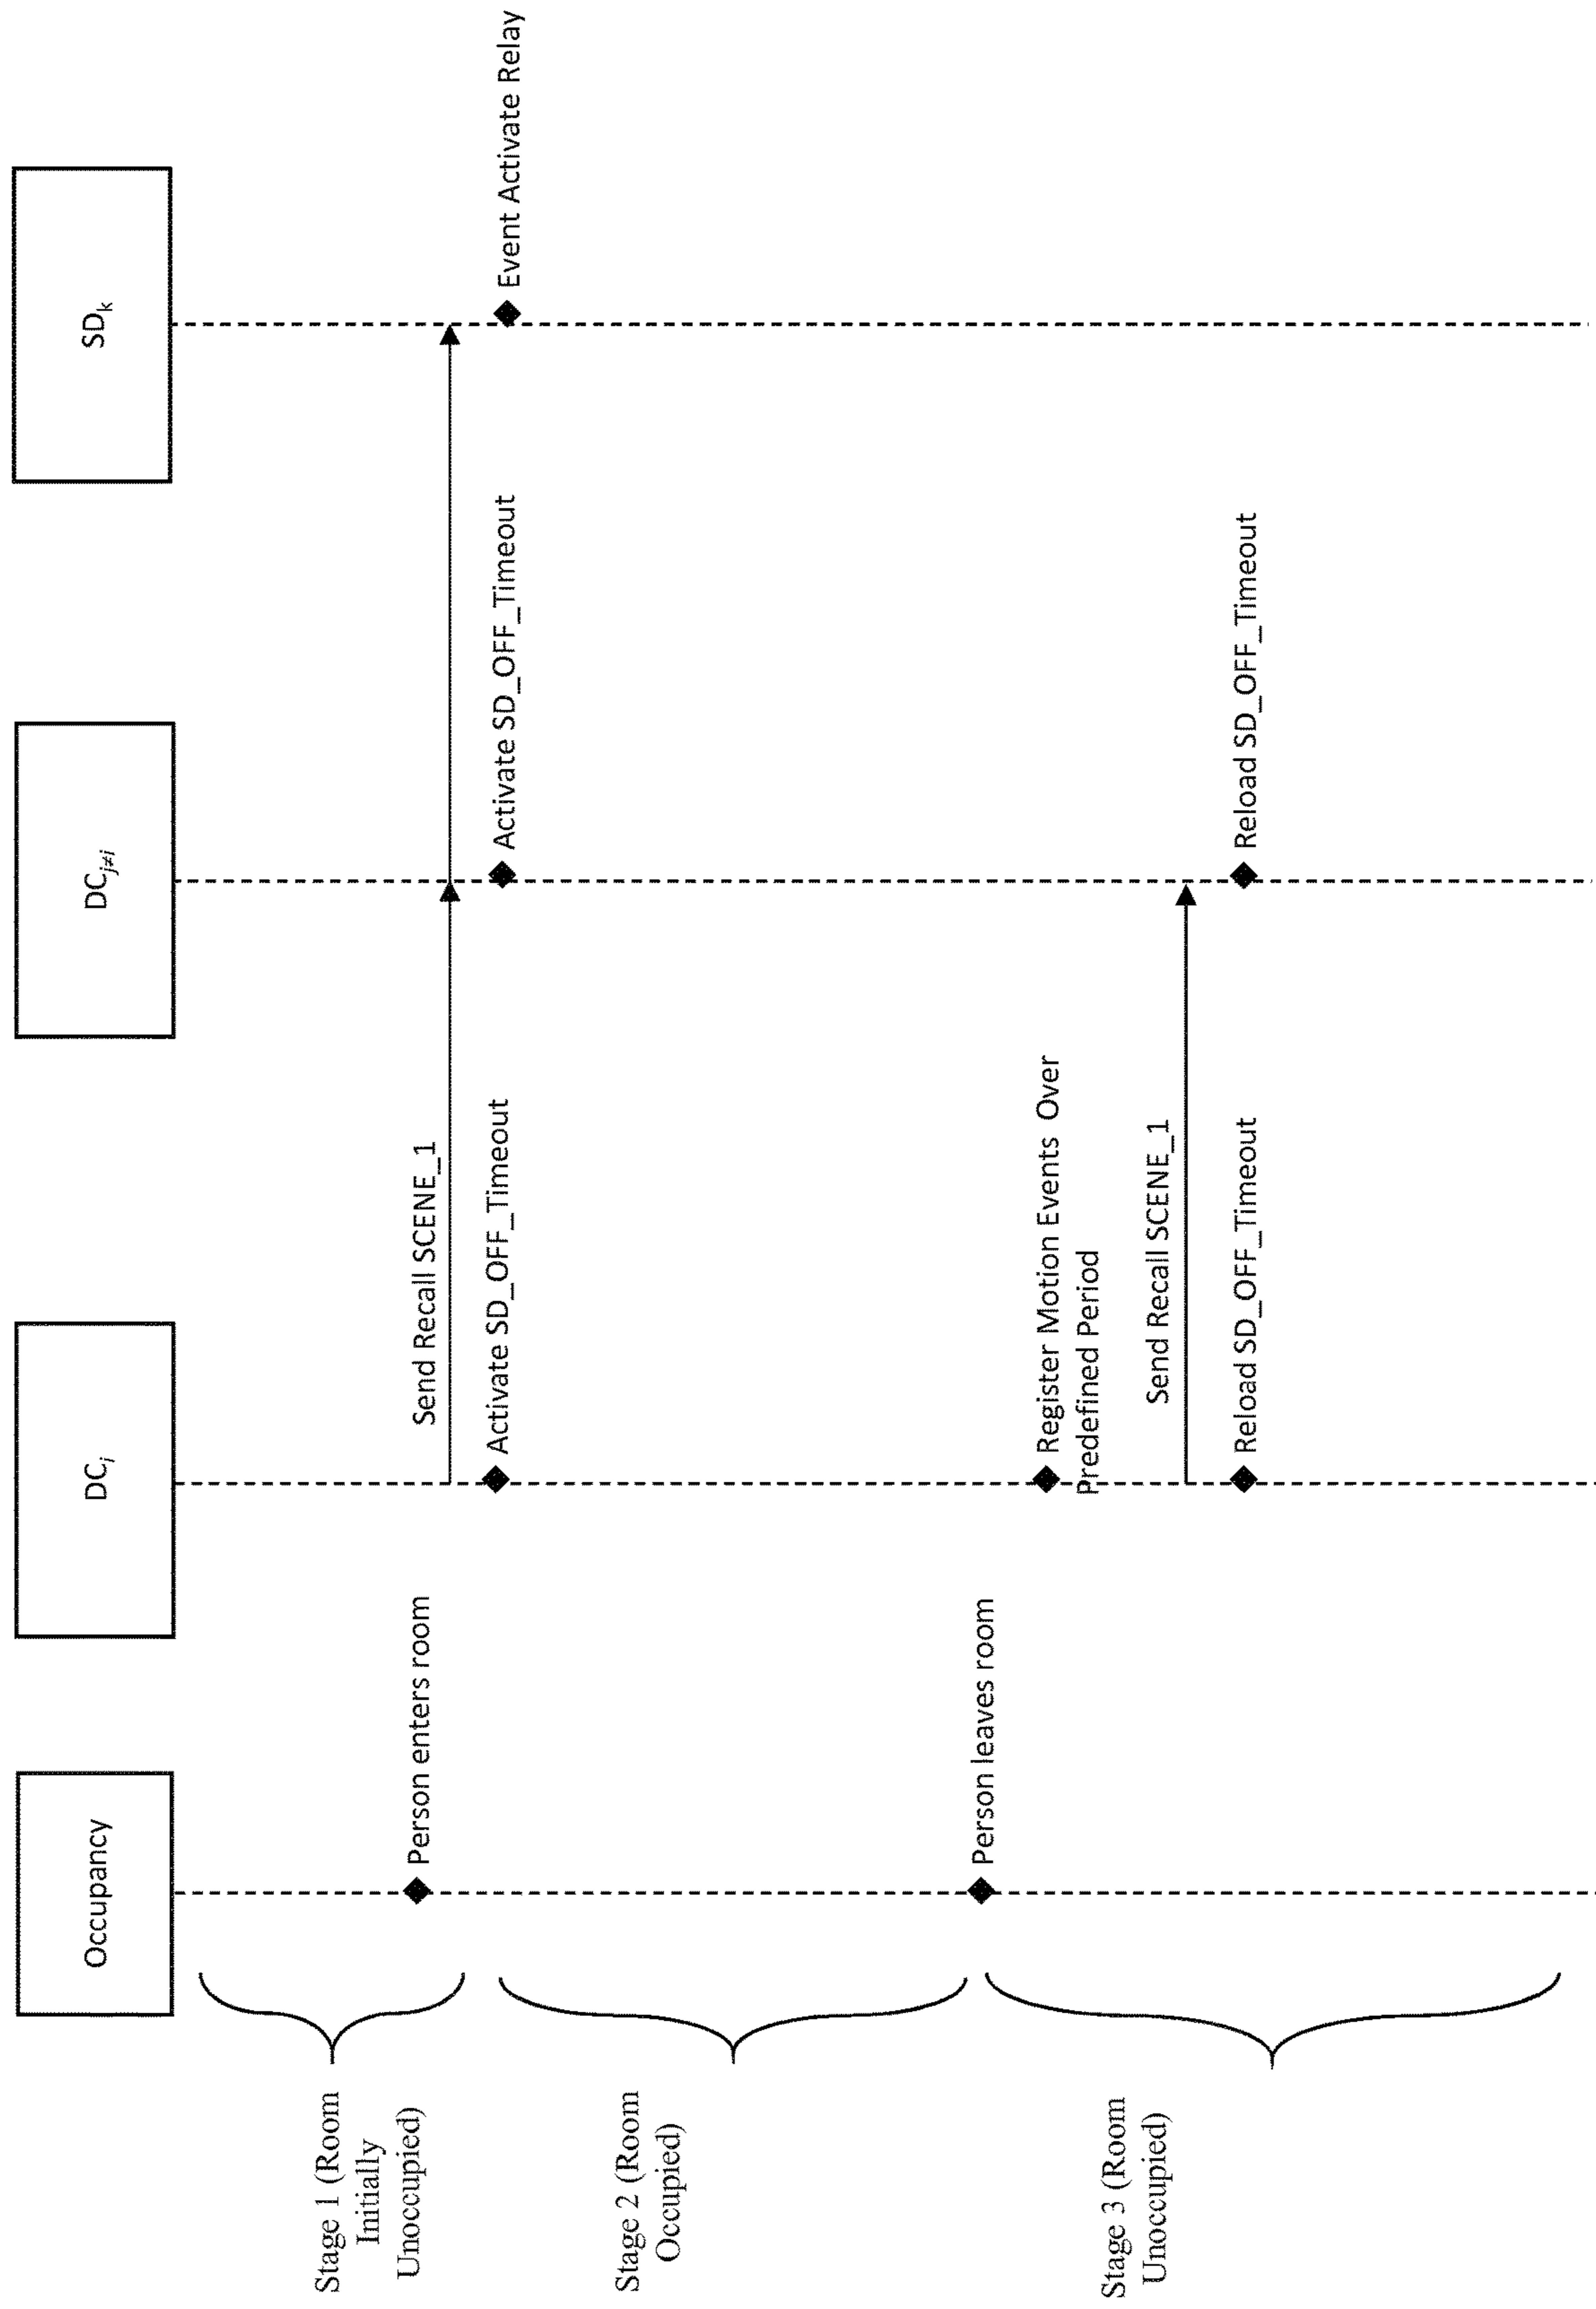 Occupancy
DCi
DCj≠i
SDk
Stage 1 (Room
Initially
Unoccupied)
Person enters room
Send Recall SCENE_1
Activate SD_OFF_Timeout
Activate SD_OFF_Timeout
Event Activate Relay
Stage 2 (Room
Occupied)
Person leaves room
Stage 3 (Room
Unoccupied)
Register Motion Events Over
Predefined Period
Send Recall SCENE_1
Reload SD_OFF_Timeout
Reload SD_OFF_Timeout